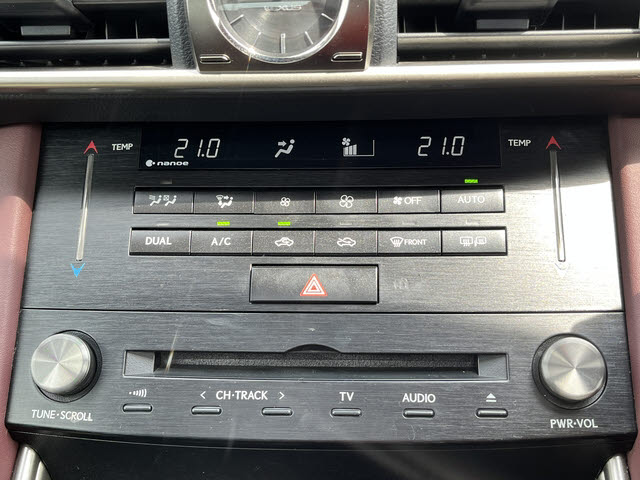 LEXUS
TEMP 21.0 21.0 TEMP
nanoe
OFF AUTO
DUAL A/C FRONT
CH·TRACK TV AUDIO
TUNE·SCROLL PWR·VOL